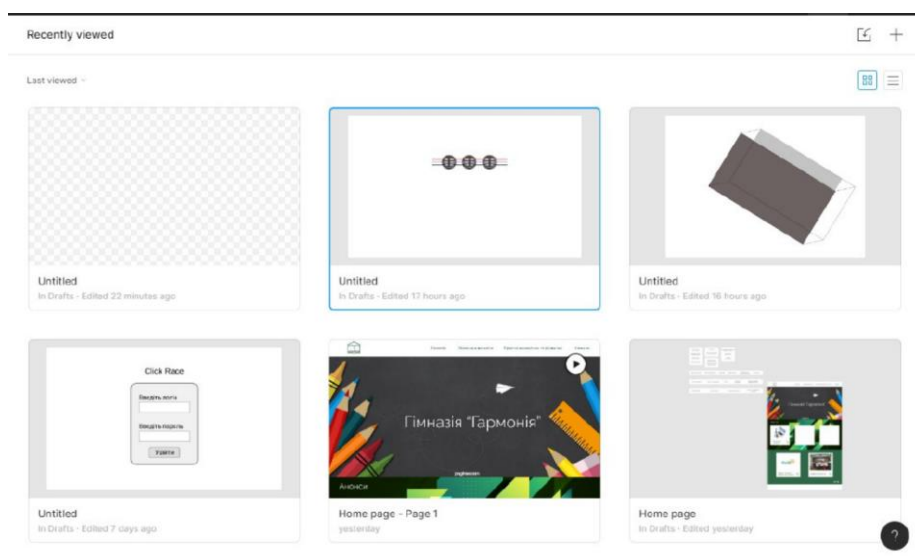 Recently viewed
Last viewed
Untitled
In Drafts - Edited 22 minutes ago
Untitled
In Drafts - Edited 17 hours ago
Untitled
In Drafts - Edited 16 hours ago
Click Race
Введіть логін
Введіть пароль
Увійти
Untitled
In Drafts - Edited 7 days ago
Гімназія "Гармонія"
Анонси
Home page - Page 1
yesterday
Home page
In Drafts - Edited yesterday
?